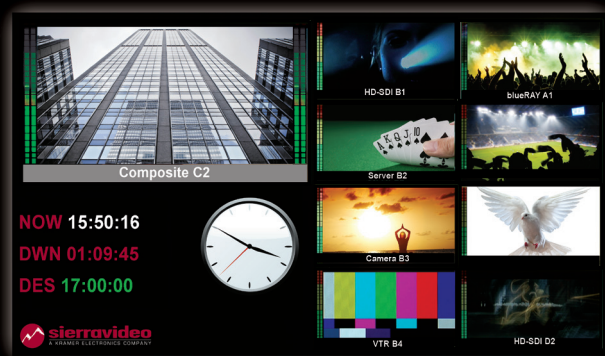 Composite C2
NOW 15:50:16
DWN 01:09:45
DES 17:00:00
sierravideo
A KRAMER ELECTRONICS COMPANY
HD-SDI B1
blueRAY A1
A K Q J 10
Server B2
Camera B3
VTR B4
HD-SDI D2